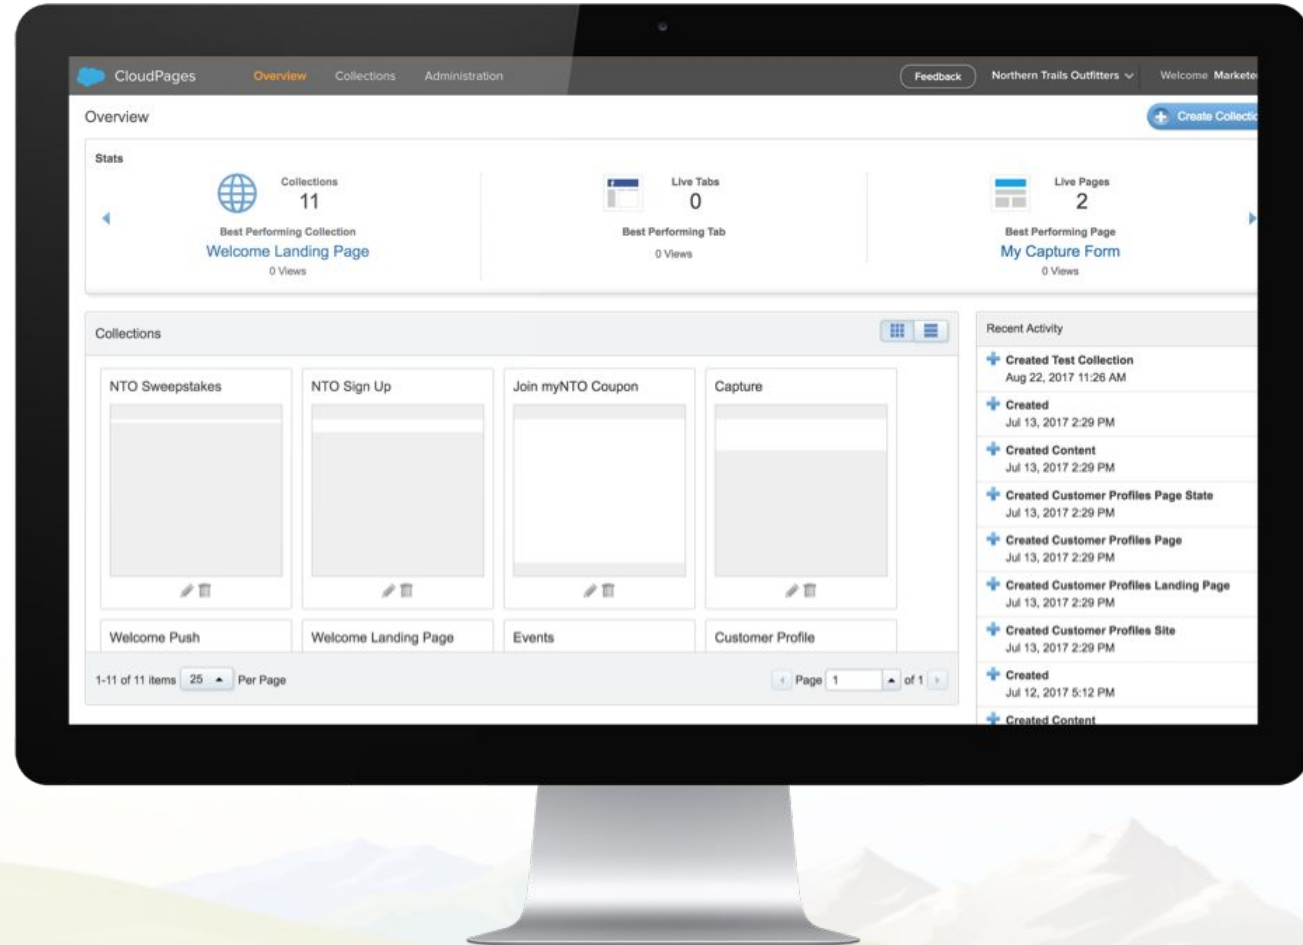 CloudPages
Overview
Collections
Administration
Feedback
Northern Trails Outfitters
Welcome Marketer
Overview
Create Collectio
Stats
Collections
11
Best Performing Collection
Welcome Landing Page
0 Views
Live Tabs
0
Best Performing Tab
0 Views
Live Pages
2
Best Performing Page
My Capture Form
0 Views
Collections
NTO Sweepstakes
NTO Sign Up
Join myNTO Coupon
Capture
Welcome Push
Welcome Landing Page
Events
Customer Profile
1-11 of 11 items 25 Per Page
Page 1 of 1
Recent Activity
Created Test Collection
Aug 22, 2017 11:26 AM
Created
Jul 13, 2017 2:29 PM
Created Content
Jul 13, 2017 2:29 PM
Created Customer Profiles Page State
Jul 13, 2017 2:29 PM
Created Customer Profiles Page
Jul 13, 2017 2:29 PM
Created Customer Profiles Landing Page
Jul 13, 2017 2:29 PM
Created Customer Profiles Site
Jul 13, 2017 2:29 PM
Created
Jul 12, 2017 5:12 PM
Created Content